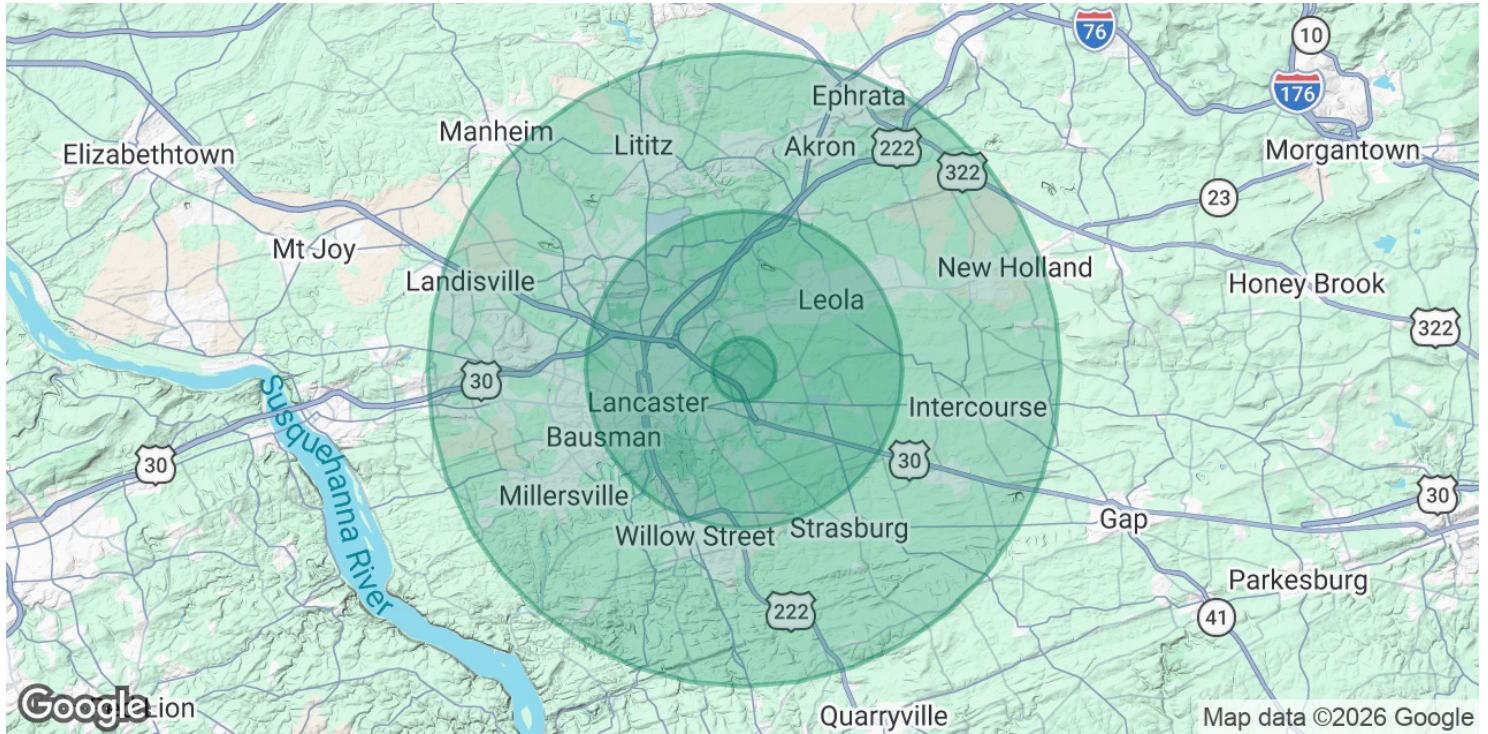 76
10
176
Ephrata
Manheim
Lititz
Akron
222
Elizabethtown
Morgantown
322
23
Mt Joy
Landisville
New Holland
Leola
Honey Brook
322
30
Lancaster
Intercourse
Bausman
30
30
Susquehanna River
Millersville
30
Gap
Willow Street
Strasburg
Parkesburg
222
41
Google
Lion
Quarryville
Map data ©2026 Google